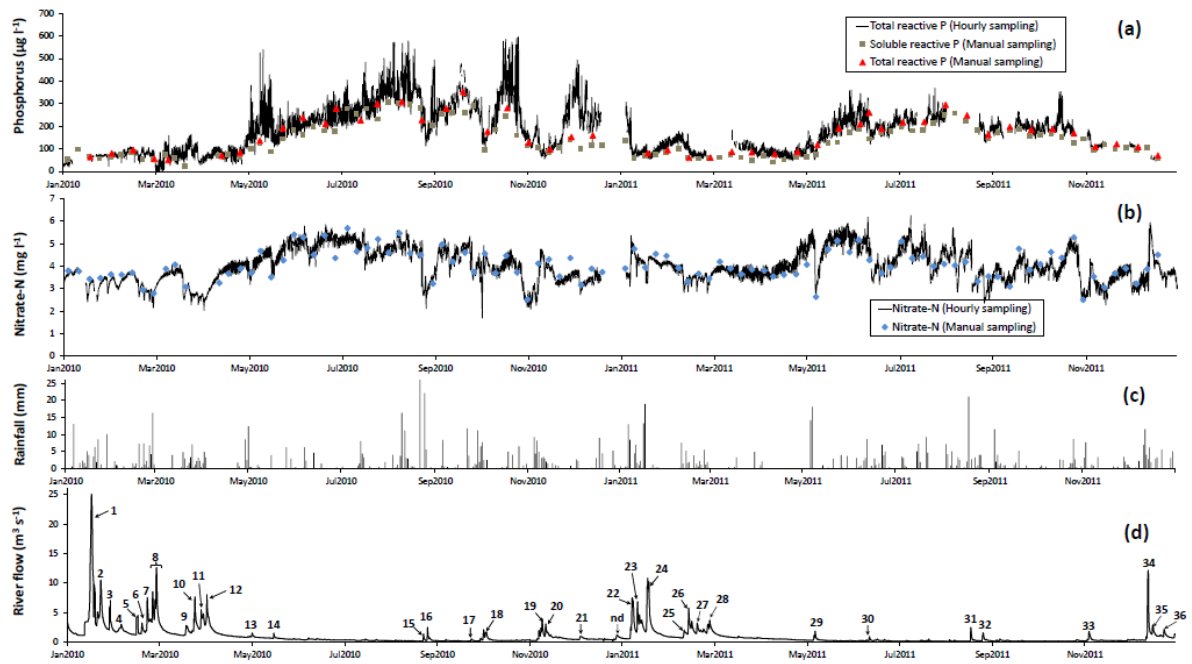 (a)
Phosphorus (µg l⁻¹)
700
600
500
400
300
200
100
0
Total reactive P (Hourly sampling)
Soluble reactive P (Manual sampling)
Total reactive P (Manual sampling)
Jan2010 Mar2010 May2010 Jul2010 Sep2010 Nov2010 Jan2011 Mar2011 May2011 Jul2011 Sep2011 Nov2011
(b)
Nitrate-N (mg l⁻¹)
7
6
5
4
3
2
1
0
Nitrate-N (Hourly sampling)
Nitrate-N (Manual sampling)
Jan2010 Mar2010 May2010 Jul2010 Sep2010 Nov2010 Jan2011 Mar2011 May2011 Jul2011 Sep2011 Nov2011
(c)
Rainfall (mm)
25
20
15
10
5
0
Jan2010 Mar2010 May2010 Jul2010 Sep2010 Nov2010 Jan2011 Mar2011 May2011 Jul2011 Sep2011 Nov2011
(d)
River flow (m³ s⁻¹)
25
20
15
10
5
0
1 2 3 4 5 6 7 8 9 10 11 12 13 14 15 16 17 18 19 20 21 nd 22 23 24 25 26 27 28 29 30 31 32 33 34 35 36
Jan2010 Mar2010 May2010 Jul2010 Sep2010 Nov2010 Jan2011 Mar2011 May2011 Jul2011 Sep2011 Nov2011